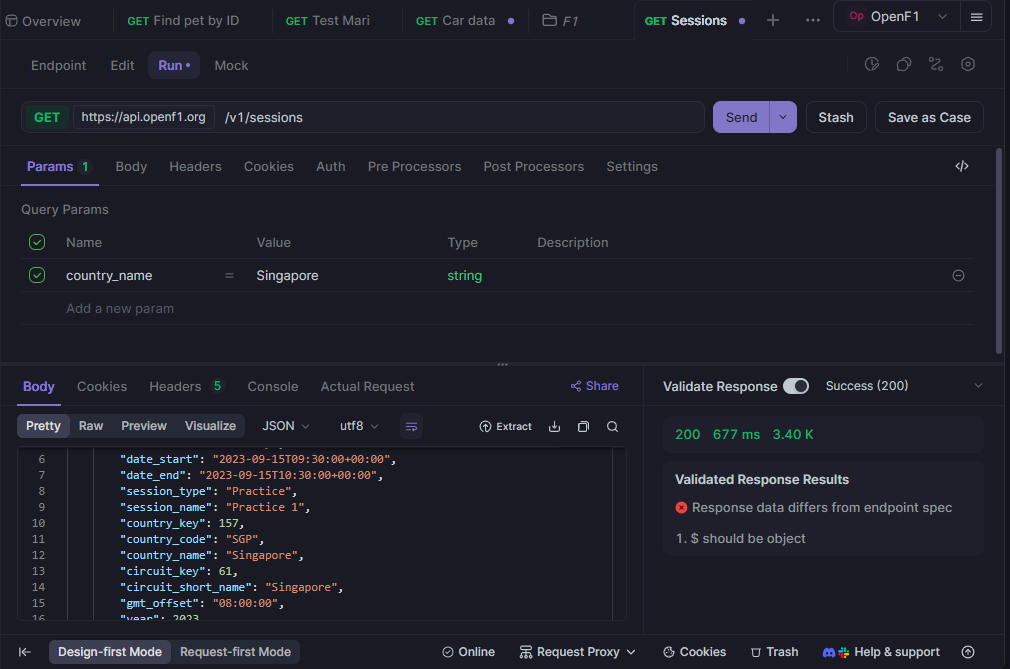 Overview
GET Find pet by ID
GET Test Mari
GET Car data
F1
GET Sessions
Op OpenF1
Endpoint Edit Run Mock
GET https://api.openf1.org /v1/sessions Send Stash Save as Case
Params 1 Body Headers Cookies Auth Pre Processors Post Processors Settings
Query Params
Name Value Type Description
country_name = Singapore string
Add a new param
Body Cookies Headers 5 Console Actual Request Share
Validate Response Success (200)
Pretty Raw Preview Visualize JSON utf8 Extract
200 677 ms 3.40 K
6 "date_start": "2023-09-15T09:30:00+00:00",
7 "date_end": "2023-09-15T10:30:00+00:00",
8 "session_type": "Practice",
9 "session_name": "Practice 1",
10 "country_key": 157,
11 "country_code": "SGP",
12 "country_name": "Singapore",
13 "circuit_key": 61,
14 "circuit_short_name": "Singapore",
15 "gmt_offset": "08:00:00",
16 "year": 2023
Validated Response Results
Response data differs from endpoint spec
1. $ should be object
Design-first Mode Request-first Mode Online Request Proxy Cookies Trash Help & support